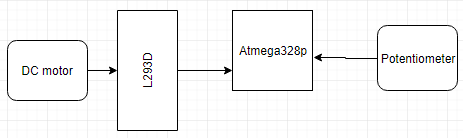 DC motor
L293D
Atmega328p
Potentiometer